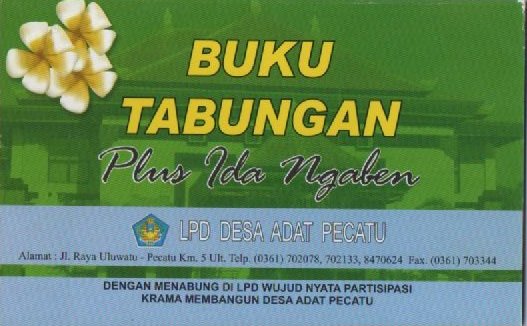 BUKU
TABUNGAN
Plus Ida Ngaben
LPD DESA ADAT PECATU
Alamat : Jl. Raya Uluwatu - Pecatu Km. 5 Ult, Telp. (0361) 702078, 702133, 8470624 Fax. (0361) 703344
DENGAN MENABUNG DI LPD WUJUD NYATA PARTISIPASI
KRAMA MEMBANGUN DESA ADAT PECATU